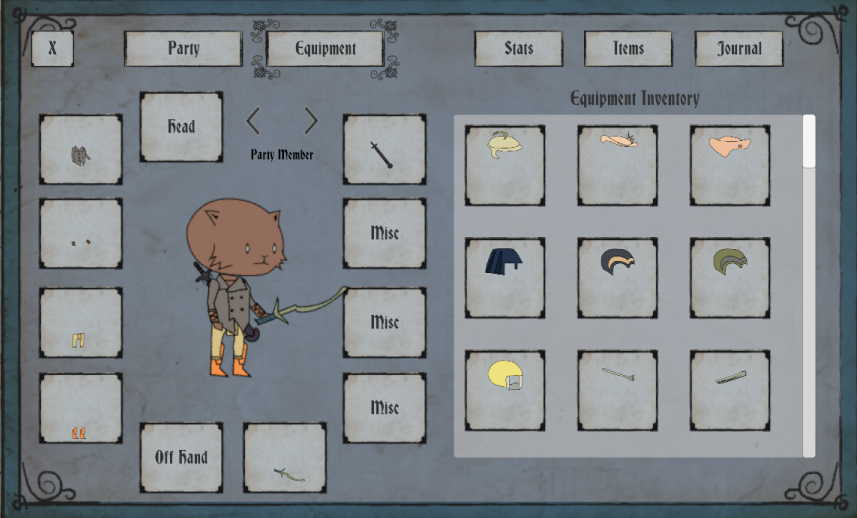 X
Party
Equipment
Stats
Items
Journal
Head
Party Member
Equipment Inventory
Misc
Misc
Misc
Off Hand